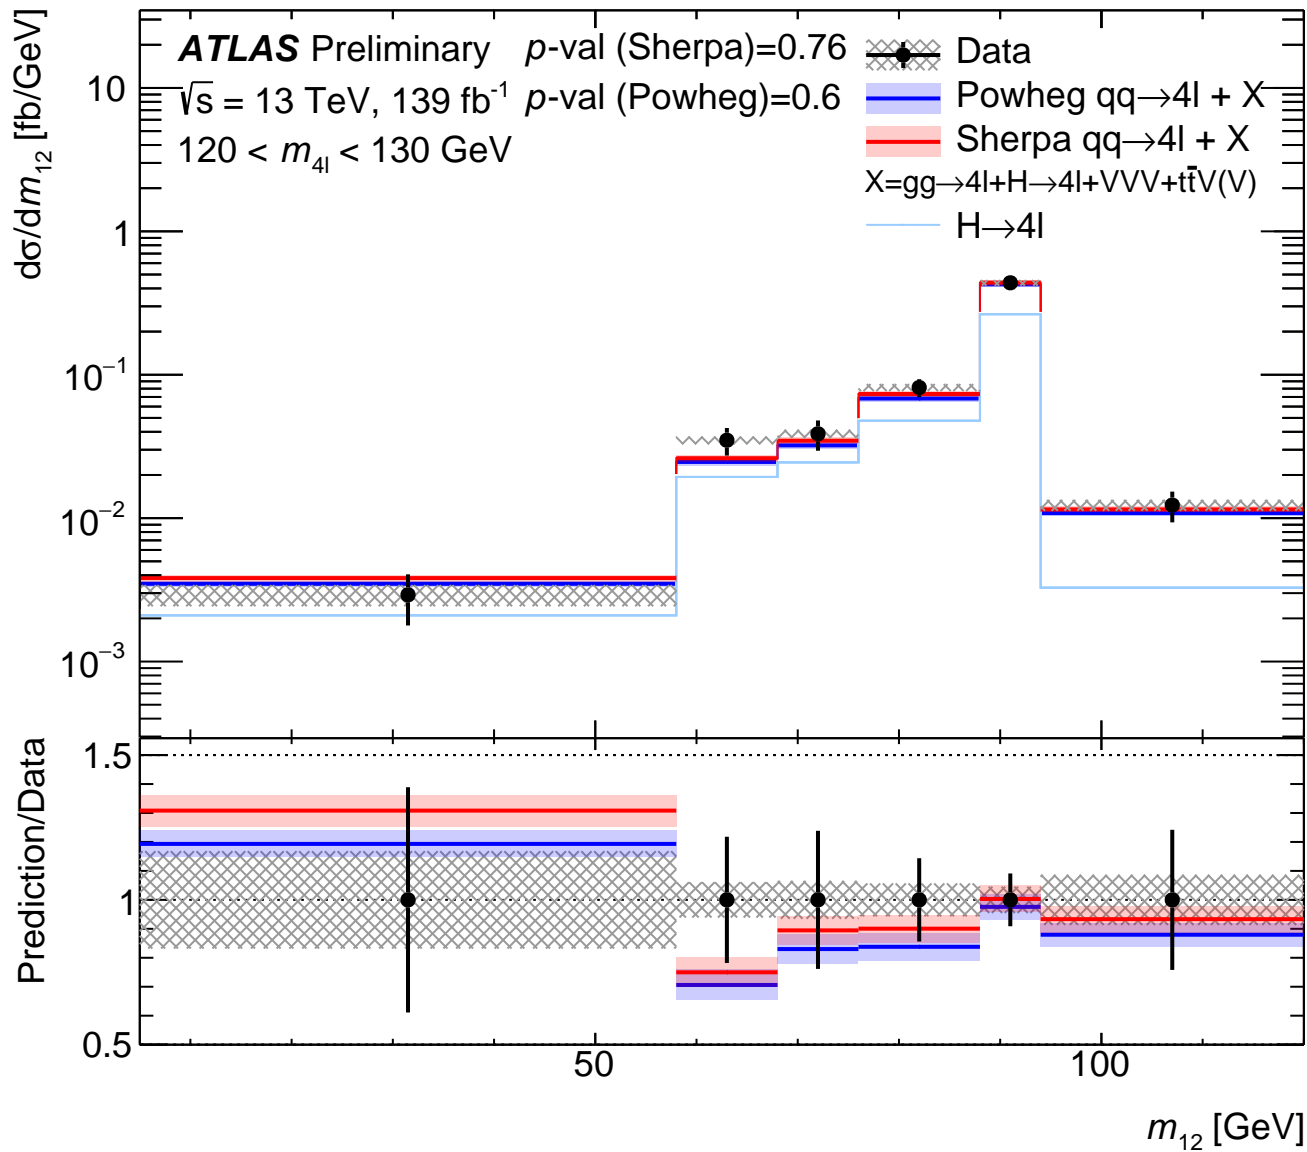 ATLAS Preliminary p-val (Sherpa)=0.76
√s = 13 TeV, 139 fb⁻¹ p-val (Powheg)=0.6
120 < m₄ₗ < 130 GeV
Data
Powheg qq→4l + X
Sherpa qq→4l + X
X=gg→4l+H→4l+VVV+tt̄V(V)
H→4l
dσ/dm₁₂ [fb/GeV]
10
1
10⁻¹
10⁻²
10⁻³
Prediction/Data
1.5
1
0.5
50 100
m₁₂ [GeV]